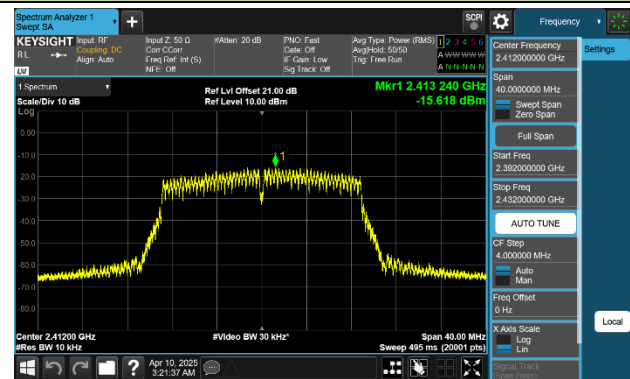 Spectrum Analyzer 1
Swept SA
SCPI
Frequency
KEYSIGHT
RL
LXI
Input: RF
Coupling: DC
Align: Auto
Input Z: 50 Ω
Corr CCorr
Freq Ref: Int (S)
NFE: Off
#Atten: 20 dB
PNO: Fast
Gate: Off
IF Gain: Low
Sig Track: Off
Avg Type: Power (RMS)
Avg|Hold: 50/50
Trig: Free Run
1 2 3 4 5 6
A W W W W W
A N N N N N
Center Frequency
2.412000000 GHz
Settings
Span
40.0000000 MHz
Swept Span
Zero Span
Full Span
Start Freq
2.392000000 GHz
Stop Freq
2.432000000 GHz
AUTO TUNE
CF Step
4.000000 MHz
Auto
Man
Freq Offset
0 Hz
X Axis Scale
Log
Lin
Local
Signal Track
(Span Zoom)
1 Spectrum
Scale/Div 10 dB
Log
Ref Lvl Offset 21.00 dB
Ref Level 10.00 dBm
Mkr1 2.413 240 GHz
-15.618 dBm
1
0.00
-10.0
-20.0
-30.0
-40.0
-50.0
-60.0
-70.0
-80.0
Center 2.41200 GHz
#Res BW 10 kHz
#Video BW 30 kHz*
Span 40.00 MHz
Sweep 495 ms (20001 pts)
?
Apr 10, 2025
3:21:37 AM